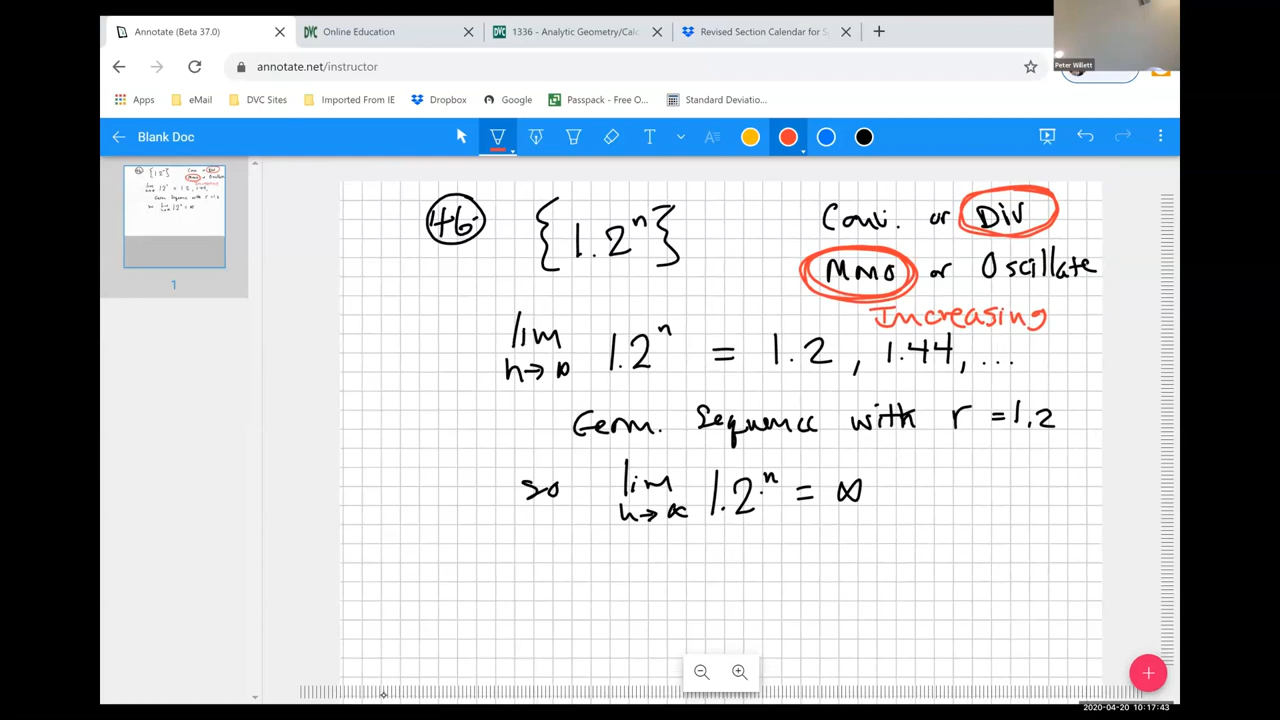 Annotate (Beta 37.0)
Online Education
1336 - Analytic Geometry/Calc
Revised Section Calendar for S
annotate.net/instructor
Peter Willett
Apps
eMail
DVC Sites
Imported From IE
Dropbox
Google
Passpack - Free O...
Standard Deviatio...
Blank Doc
46. {1.2^n} Conv. or Div
Mono or Oscillate
Increasing
lim n→∞ 1.2^n = 1.2, 1.44, ...
Geom. Sequence with r = 1.2
so lim n→∞ 1.2^n = ∞
1
2020-04-20 10:17:43